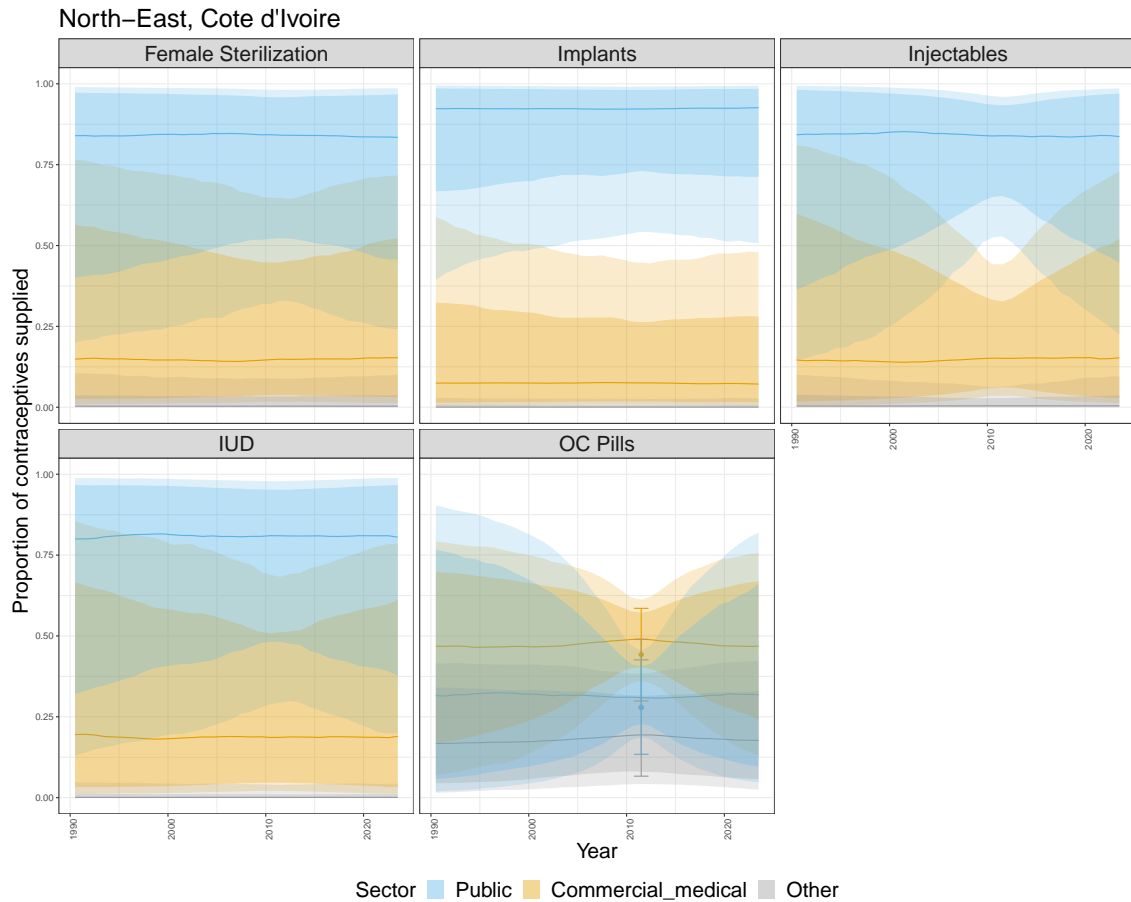 North−East, Cote d'Ivoire
Female Sterilization Implants Injectables
Proportion of contraceptives supplied
1.00
0.75
0.50
0.25
0.00
1990 2000 2010 2020
IUD OC Pills
1.00
0.75
0.50
0.25
0.00
1990 2000 2010 2020 1990 2000 2010 2020
Year
Sector Public Commercial_medical Other